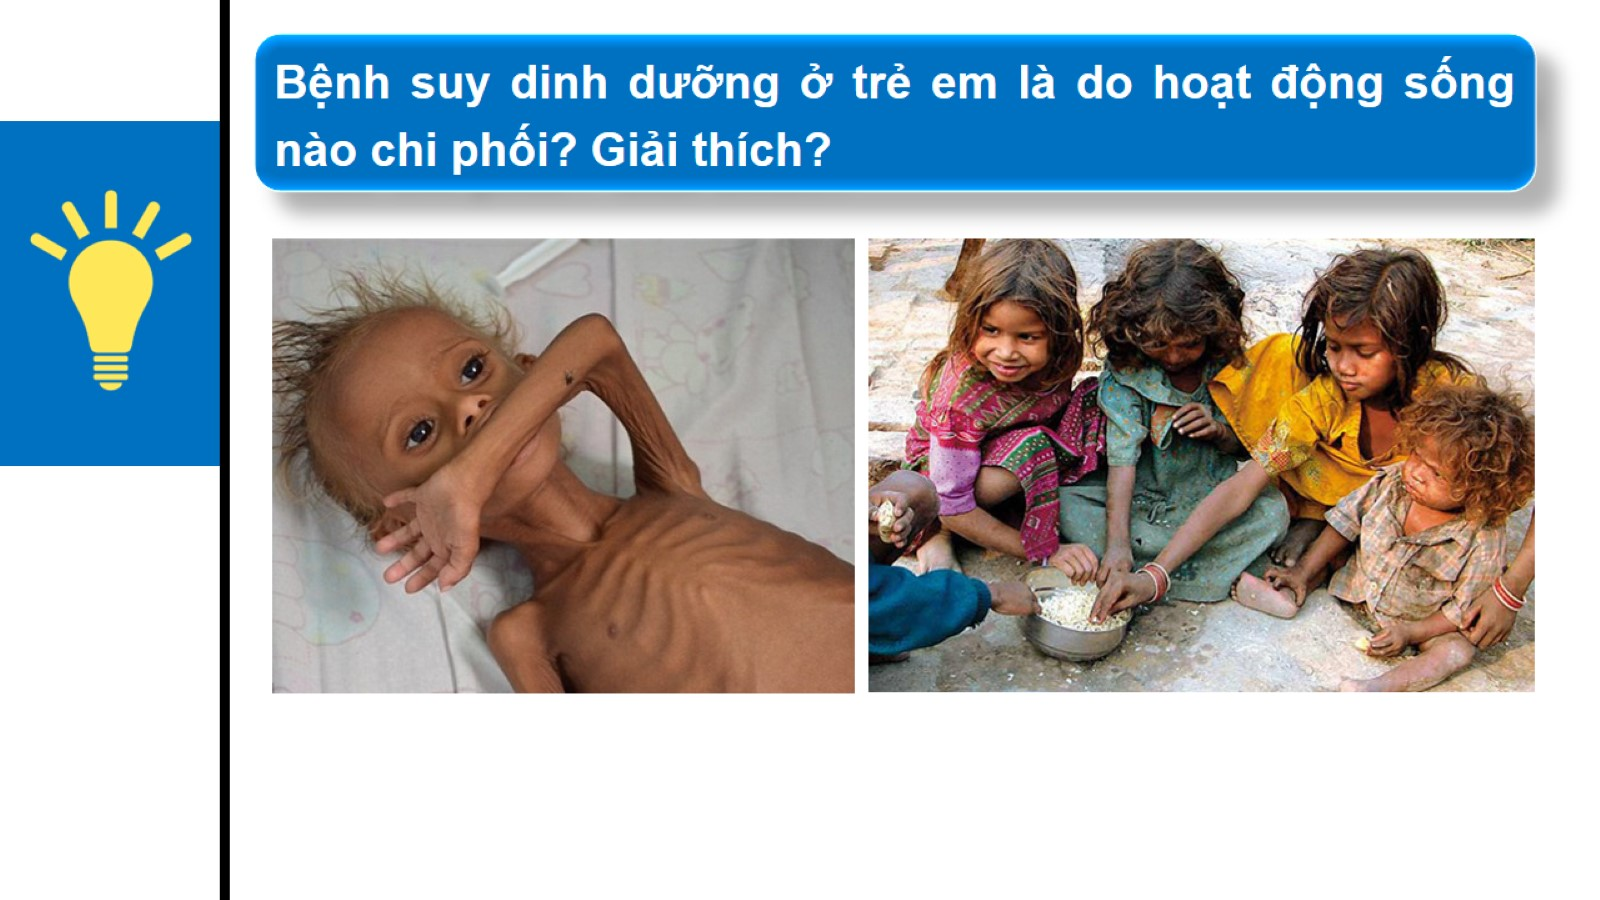 Bệnh suy dinh dưỡng ở trẻ em là do hoạt động sống
nào chi phối? Giải thích?